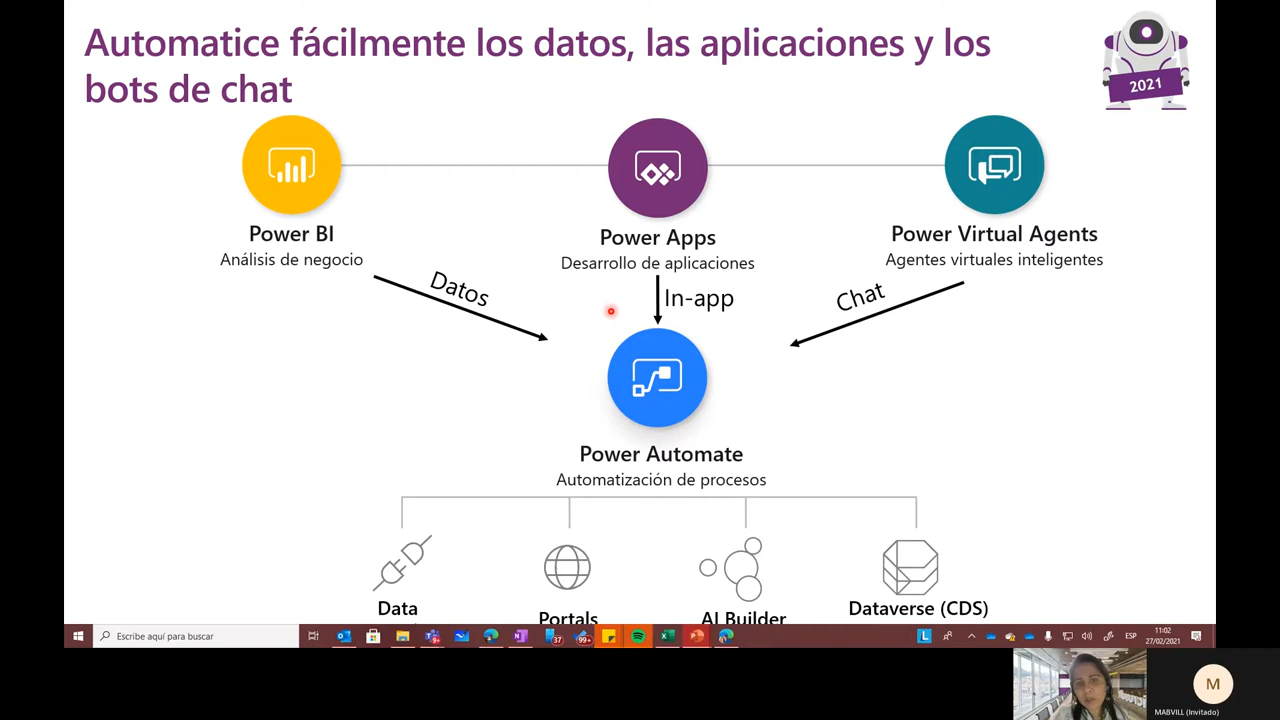 Automatice fácilmente los datos, las aplicaciones y los
bots de chat
2021
Power BI
Análisis de negocio
Power Apps
Desarrollo de aplicaciones
Power Virtual Agents
Agentes virtuales inteligentes
Datos
In-app
Chat
Power Automate
Automatización de procesos
Data
Portals
AI Builder
Dataverse (CDS)
Escribe aquí para buscar
37
99+
L
ESP
11:02
27/02/2021
M
MABVILL (Invitado)